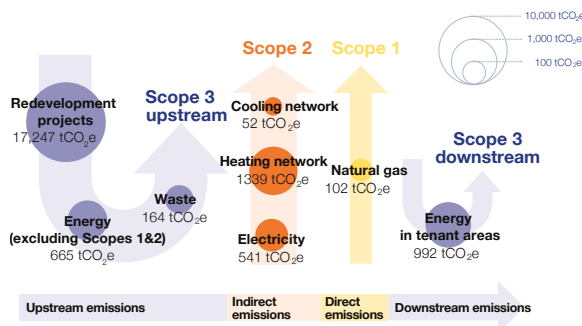 Scope 2
Scope 1
10,000 tCO₂e
1,000 tCO₂e
100 tCO₂e
Redevelopment
projects
17,247 tCO₂e
Scope 3
upstream
Cooling network
52 tCO₂e
Heating network
1339 tCO₂e
Natural gas
102 tCO₂e
Scope 3
downstream
Waste
164 tCO₂e
Energy
(excluding Scopes 1&2)
665 tCO₂e
Electricity
541 tCO₂e
Energy
in tenant areas
992 tCO₂e
Upstream emissions
Indirect
emissions
Direct
emissions
Downstream emissions